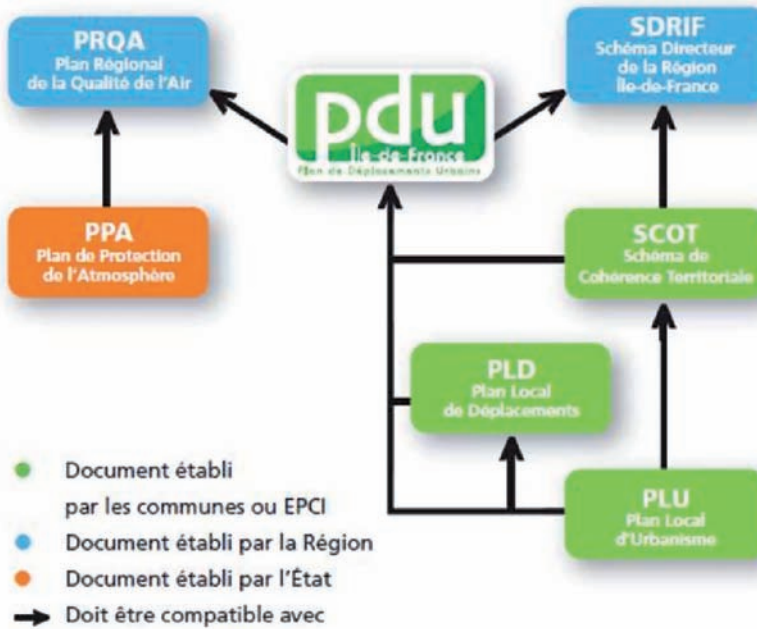 PRQA
Plan Régional
de la Qualité de l'Air
SDRIF
Schéma Directeur
de la Région
Île-de-France
pdu
Île-de-France
Plan de Déplacements Urbains
PPA
Plan de Protection
de l'Atmosphère
SCOT
Schéma de
Cohérence Territoriale
PLD
Plan Local
de Déplacements
PLU
Plan Local
d'Urbanisme
Document établi
par les communes ou EPCI
Document établi par la Région
Document établi par l'État
Doit être compatible avec